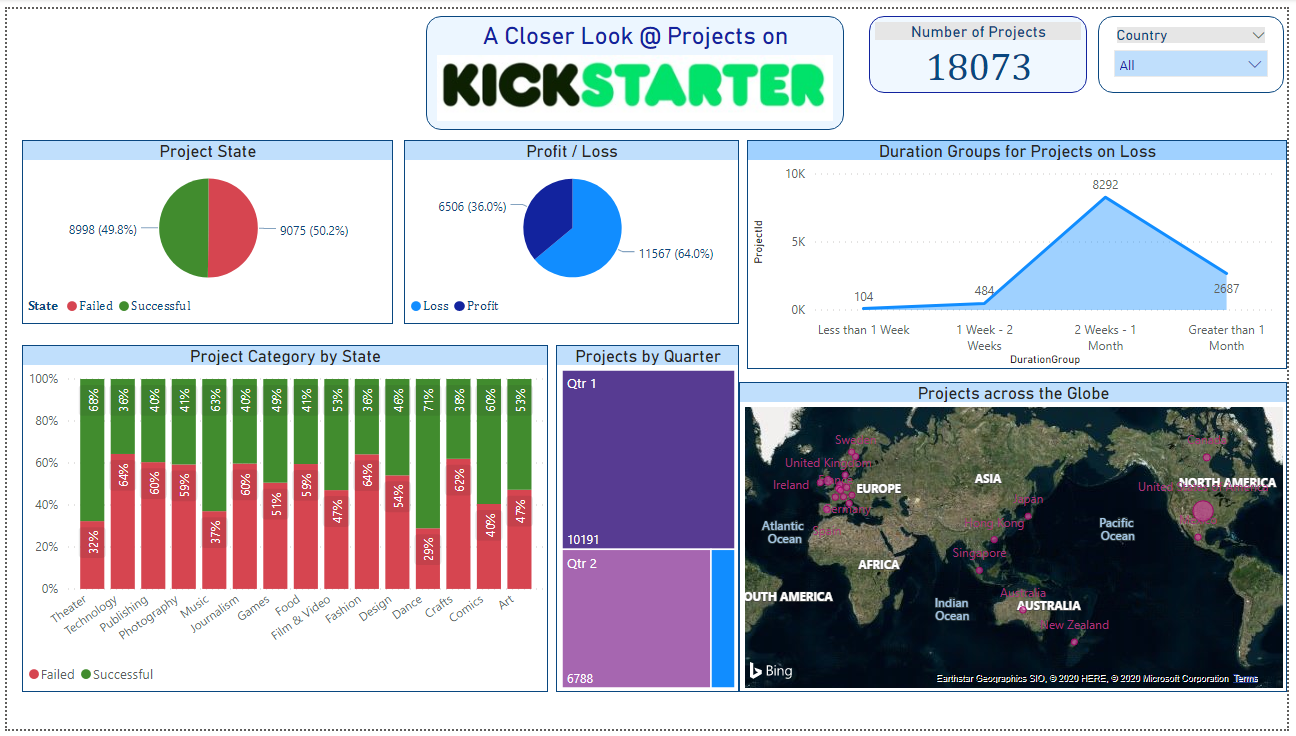 A Closer Look @ Projects on
KICKSTARTER
Number of Projects
18073
Country
All
Project State
8998 (49.8%)
9075 (50.2%)
State Failed Successful
Profit / Loss
6506 (36.0%)
11567 (64.0%)
Loss Profit
Duration Groups for Projects on Loss
10K
5K
0K
ProjectId
104
484
8292
2687
Less than 1 Week
1 Week - 2
Weeks
2 Weeks - 1
Month
Greater than 1
Month
DurationGroup
Project Category by State
100%
80%
60%
40%
20%
0%
68% 36% 40% 41% 63% 40% 49% 41% 53% 36% 46% 71% 38% 60% 53%
32% 64% 60% 59% 37% 60% 51% 59% 47% 64% 54% 29% 62% 40% 47%
Theater
Technology
Publishing
Photography
Music
Journalism
Games
Food
Film & Video
Fashion
Design
Dance
Crafts
Comics
Art
Failed Successful
Projects by Quarter
Qtr 1
10191
Qtr 2
6788
Projects across the Globe
Sweden
Canada
United Kingdom
Ireland
EUROPE
ASIA
NORTH AMERICA
United
Germany
Japan
Spain
Hong Kong
Atlantic
Ocean
Pacific
Ocean
Singapore
AFRICA
Australia
AUSTRALIA
OUTH AMERICA
Indian
Ocean
New Zealand
Bing
Earthstar Geographics SIO, © 2020 HERE, © 2020 Microsoft Corporation Terms